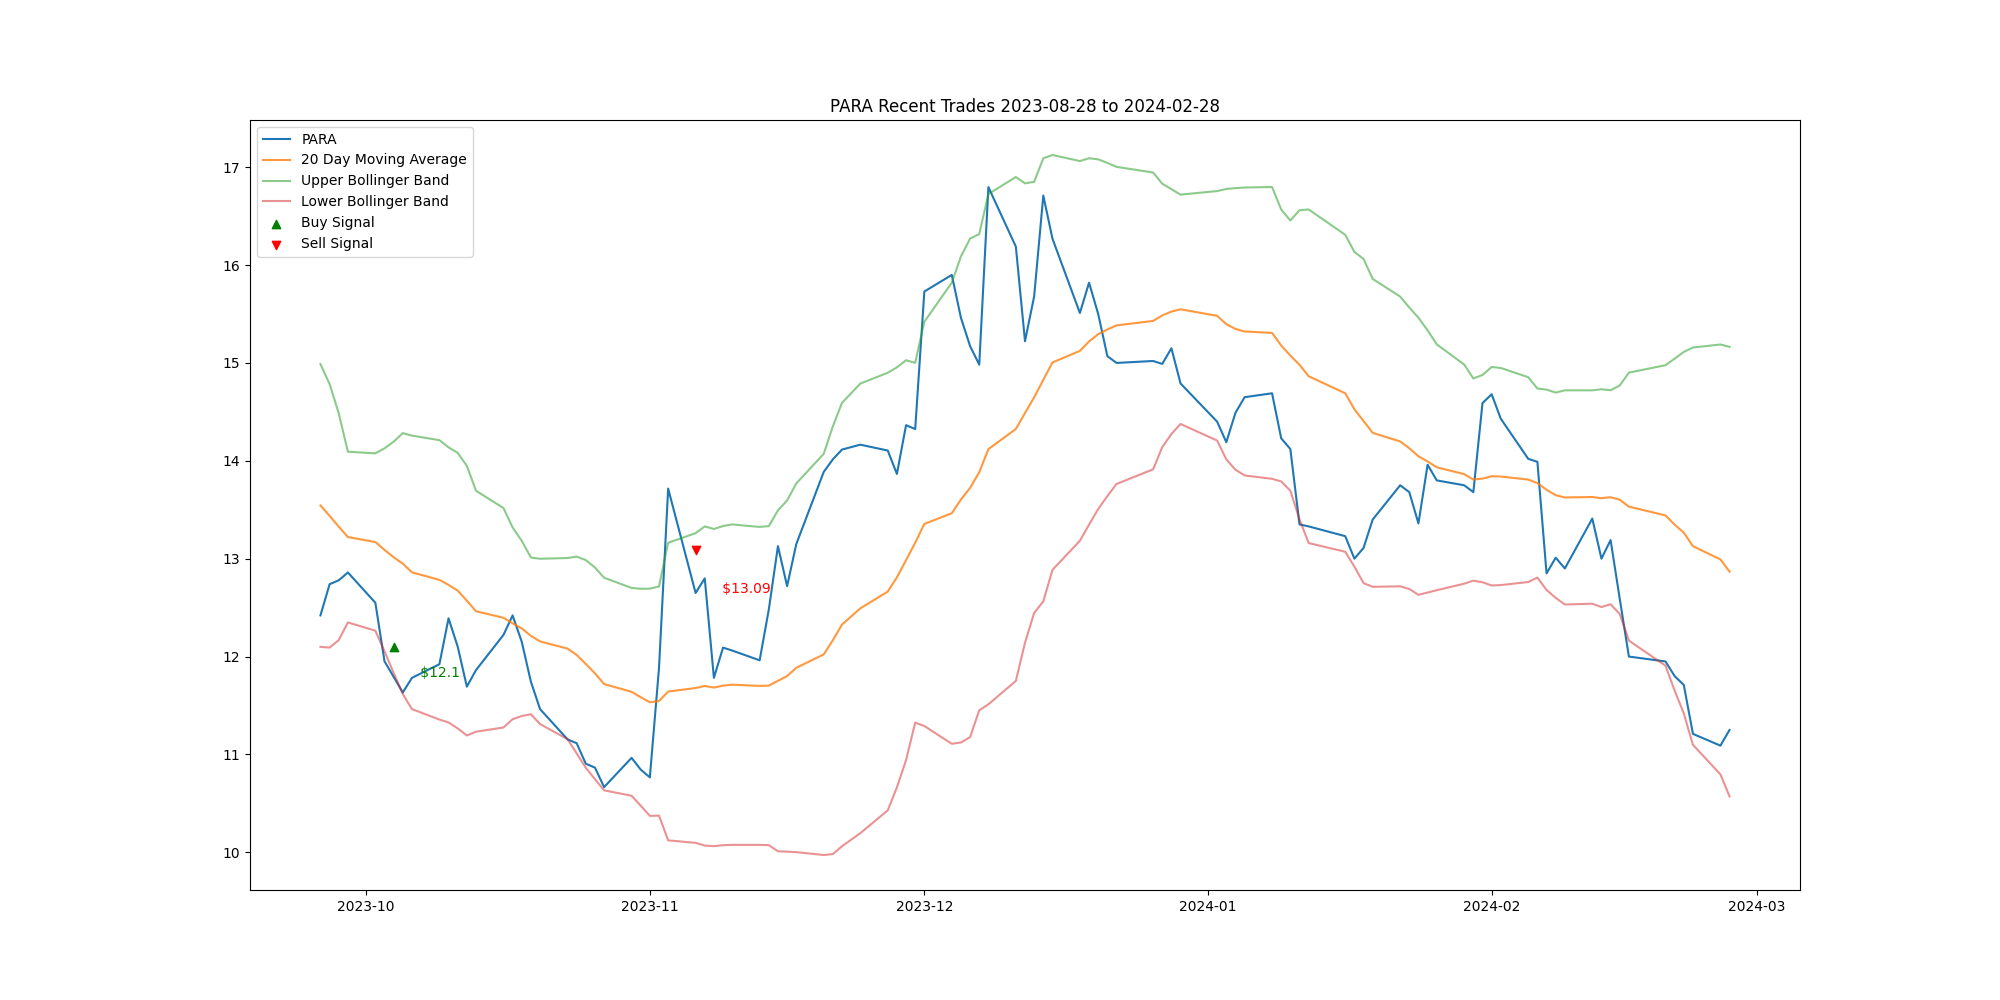 PARA Recent Trades 2023-08-28 to 2024-02-28
PARA
20 Day Moving Average
Upper Bollinger Band
Lower Bollinger Band
Buy Signal
Sell Signal
17
16
15
14
13
12
11
10
$13.09
$12.1
2023-10 2023-11 2023-12 2024-01 2024-02 2024-03